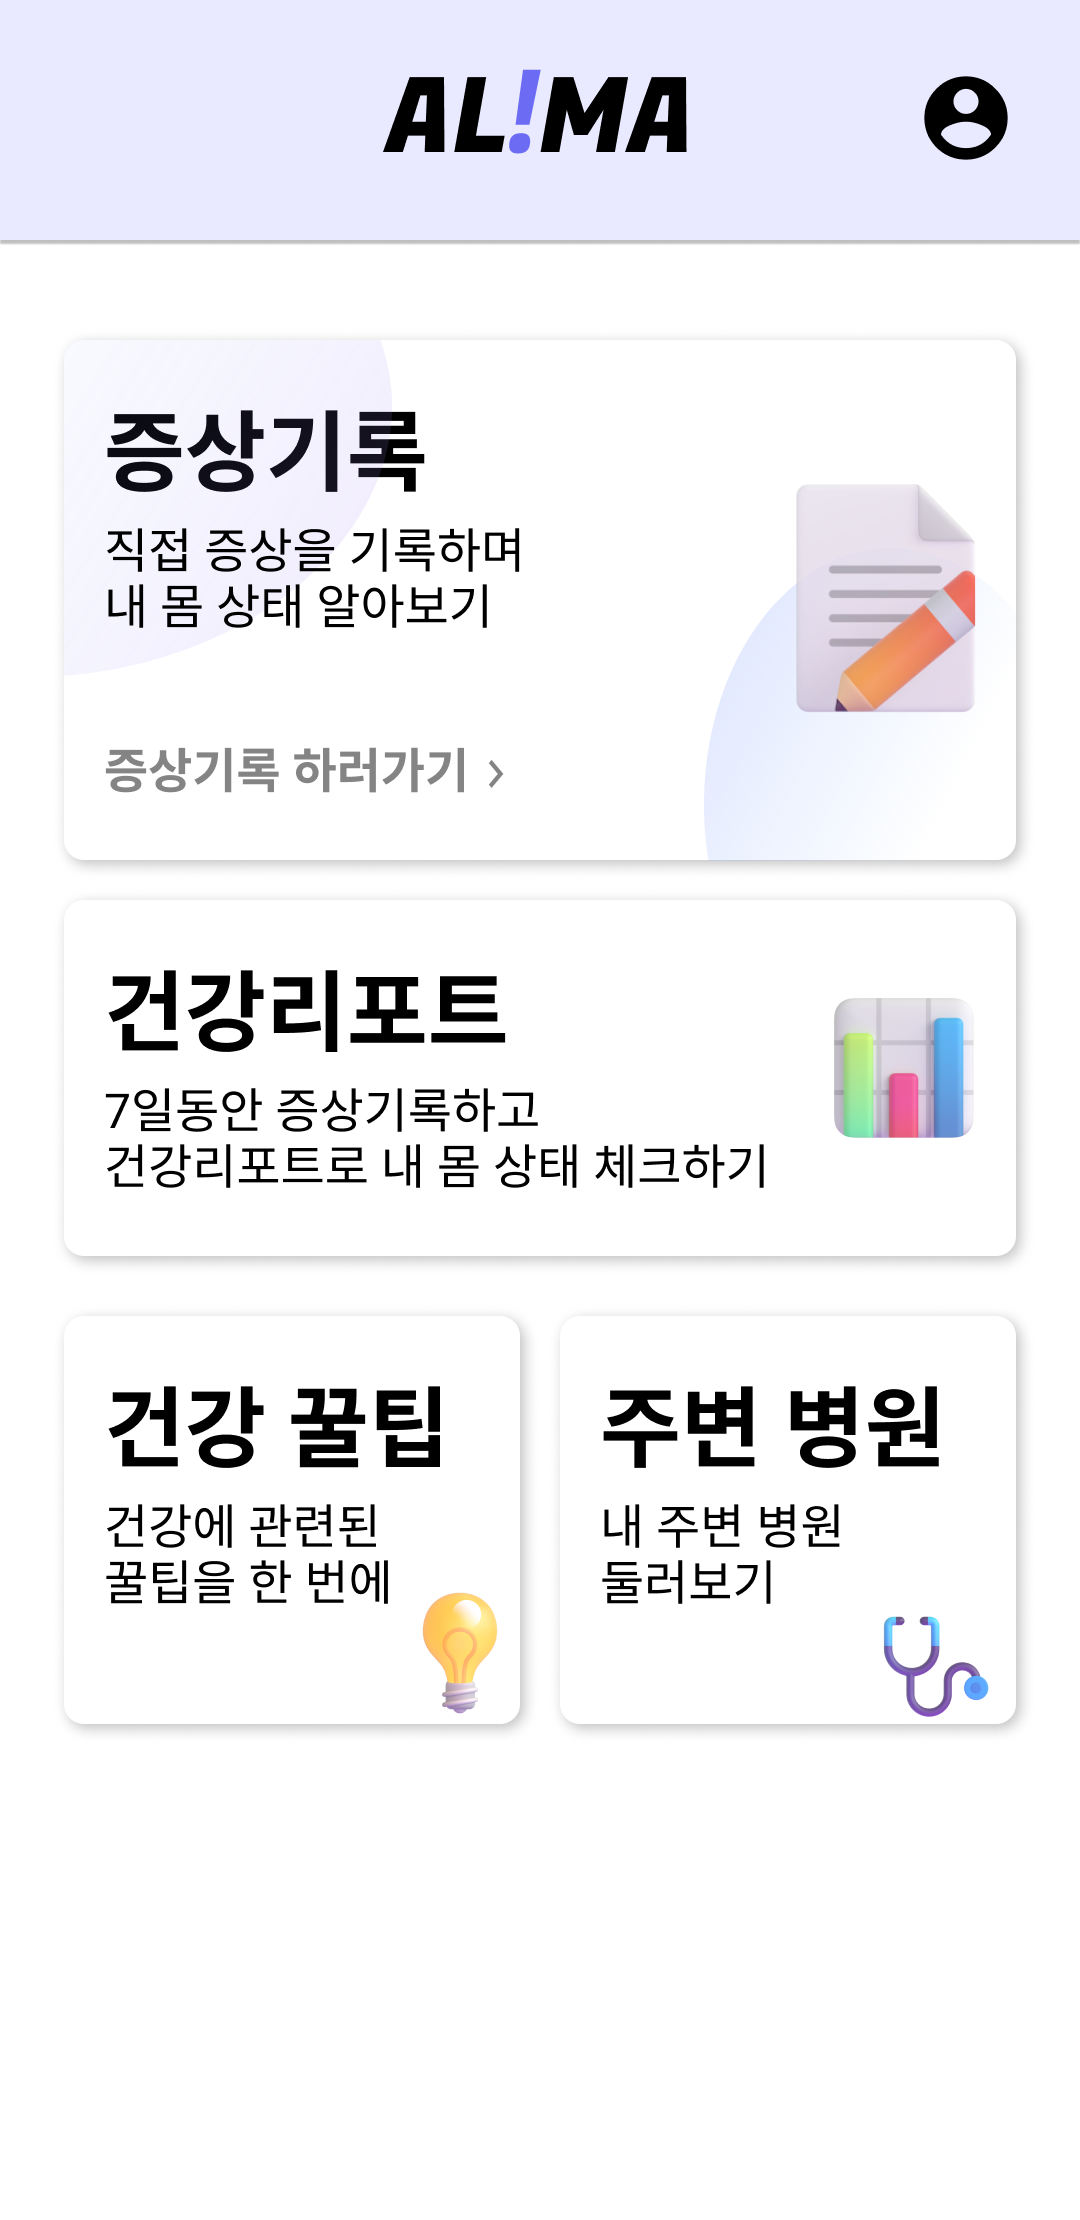 AL!MA
증상기록
직접 증상을 기록하며
내 몸 상태 알아보기
증상기록 하러가기 >
건강리포트
7일동안 증상기록하고
건강리포트로 내 몸 상태 체크하기
건강 꿀팁
건강에 관련된
꿀팁을 한 번에
주변 병원
내 주변 병원
둘러보기